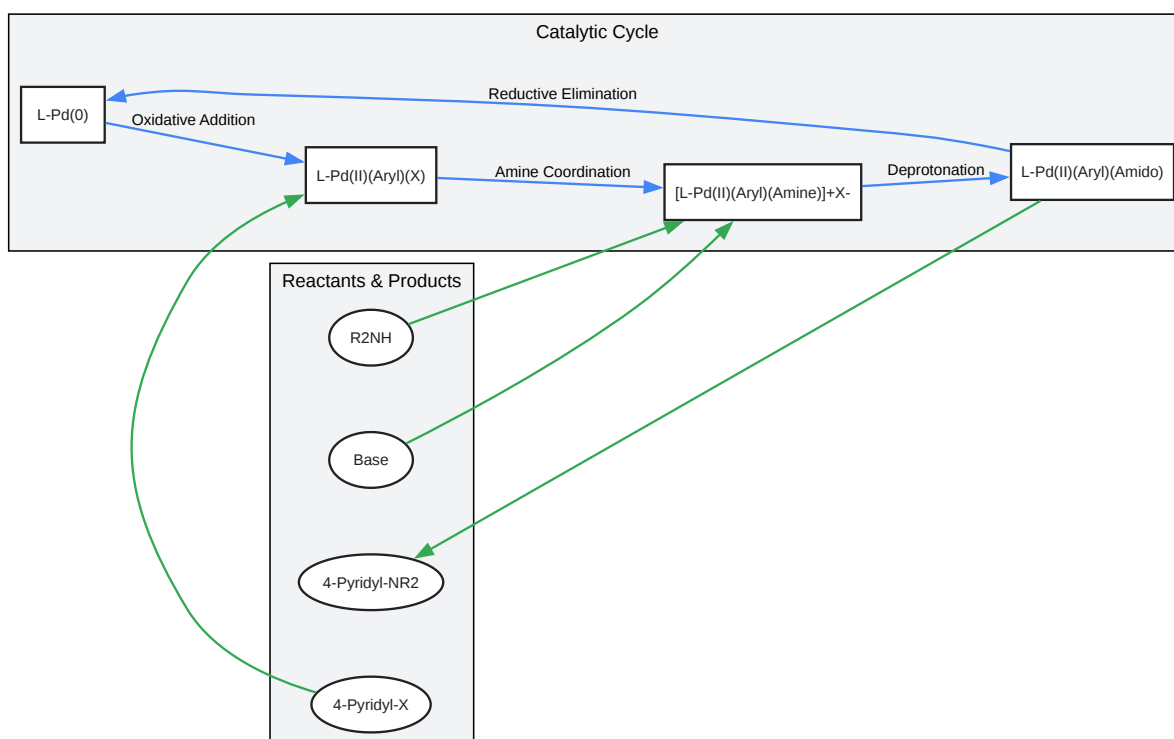 Catalytic Cycle
Reductive Elimination
L-Pd(0)
Oxidative Addition
L-Pd(II)(Aryl)(X)
Amine Coordination
[L-Pd(II)(Aryl)(Amine)]+X-
Deprotonation
L-Pd(II)(Aryl)(Amido)
Reactants & Products
R2NH
Base
4-Pyridyl-NR2
4-Pyridyl-X